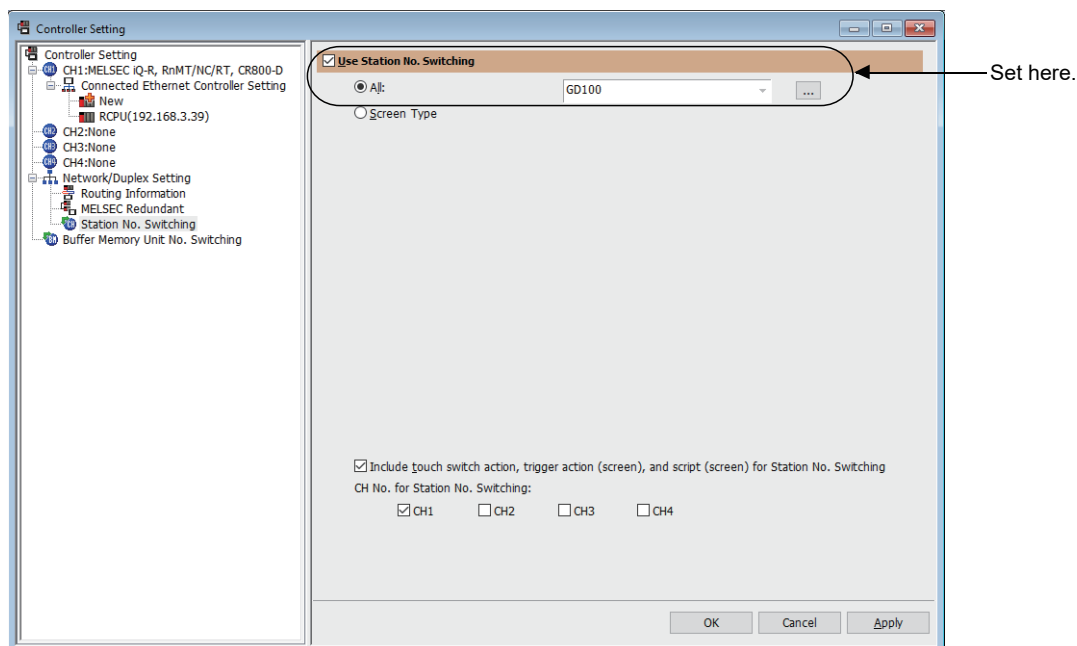 Controller Setting
Controller Setting
CH1:MELSEC iQ-R, RnMT/NC/RT, CR800-D
Connected Ethernet Controller Setting
New
RCPU(192.168.3.39)
CH2:None
CH3:None
CH4:None
Network/Duplex Setting
Routing Information
MELSEC Redundant
Station No. Switching
Buffer Memory Unit No. Switching
Use Station No. Switching
All:
GD100
...
Screen Type
Set here.
Include touch switch action, trigger action (screen), and script (screen) for Station No. Switching
CH No. for Station No. Switching:
CH1 CH2 CH3 CH4
OK Cancel Apply